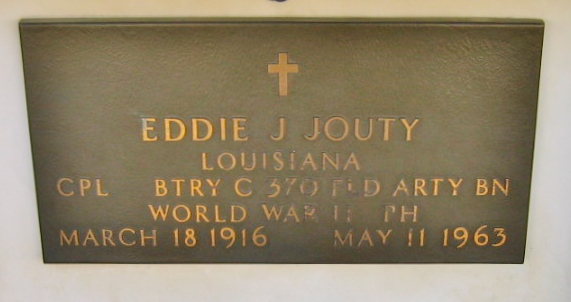 EDDIE J JOUTY
LOUISIANA
CPL BTRY C 370 FLD ARTY BN
WORLD WAR II PH
MARCH 18 1916 MAY 11 1963